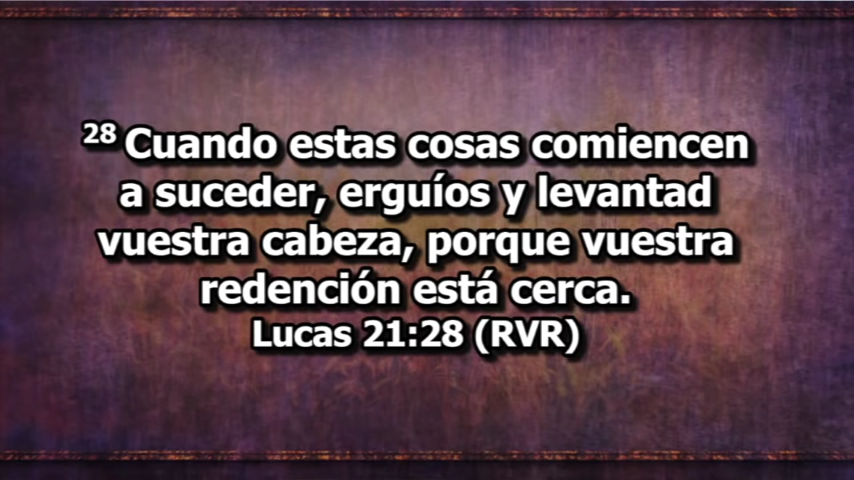 28 Cuando estas cosas comiencen
a suceder, erguíos y levantad
vuestra cabeza, porque vuestra
redención está cerca.
Lucas 21:28 (RVR)